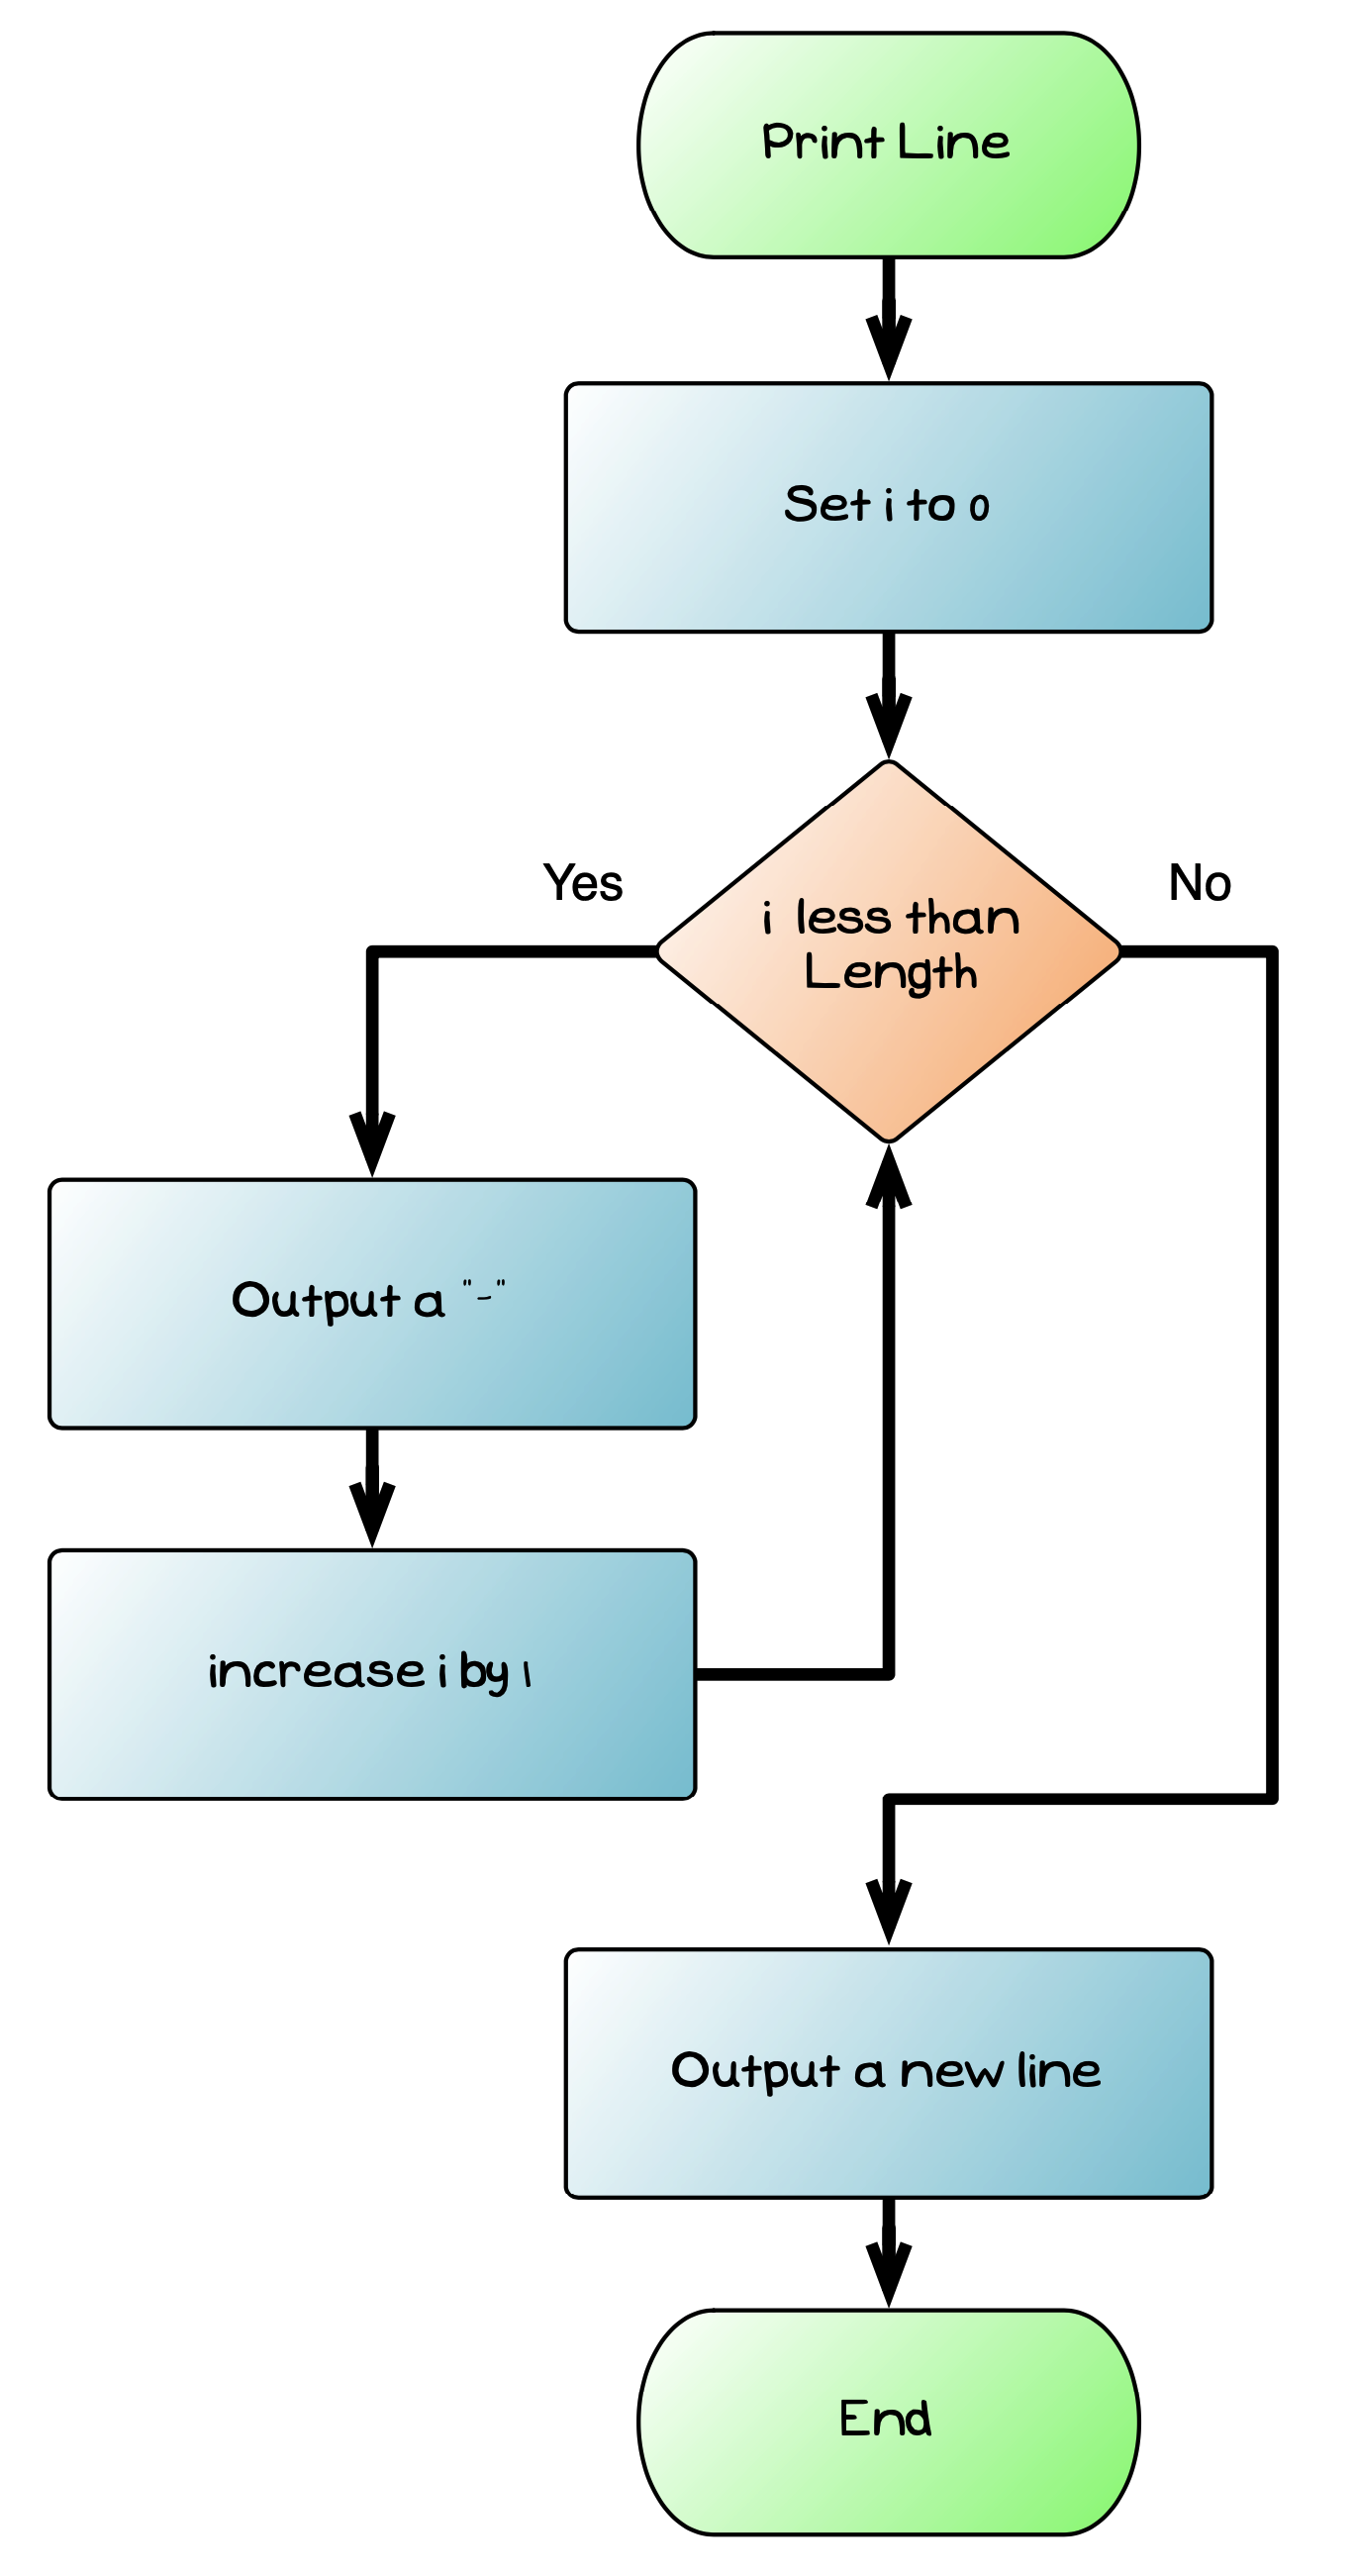 Print Line
Set i to 0
Yes
No
i less than
Length
Output a "-"
increase i by 1
Output a new line
End